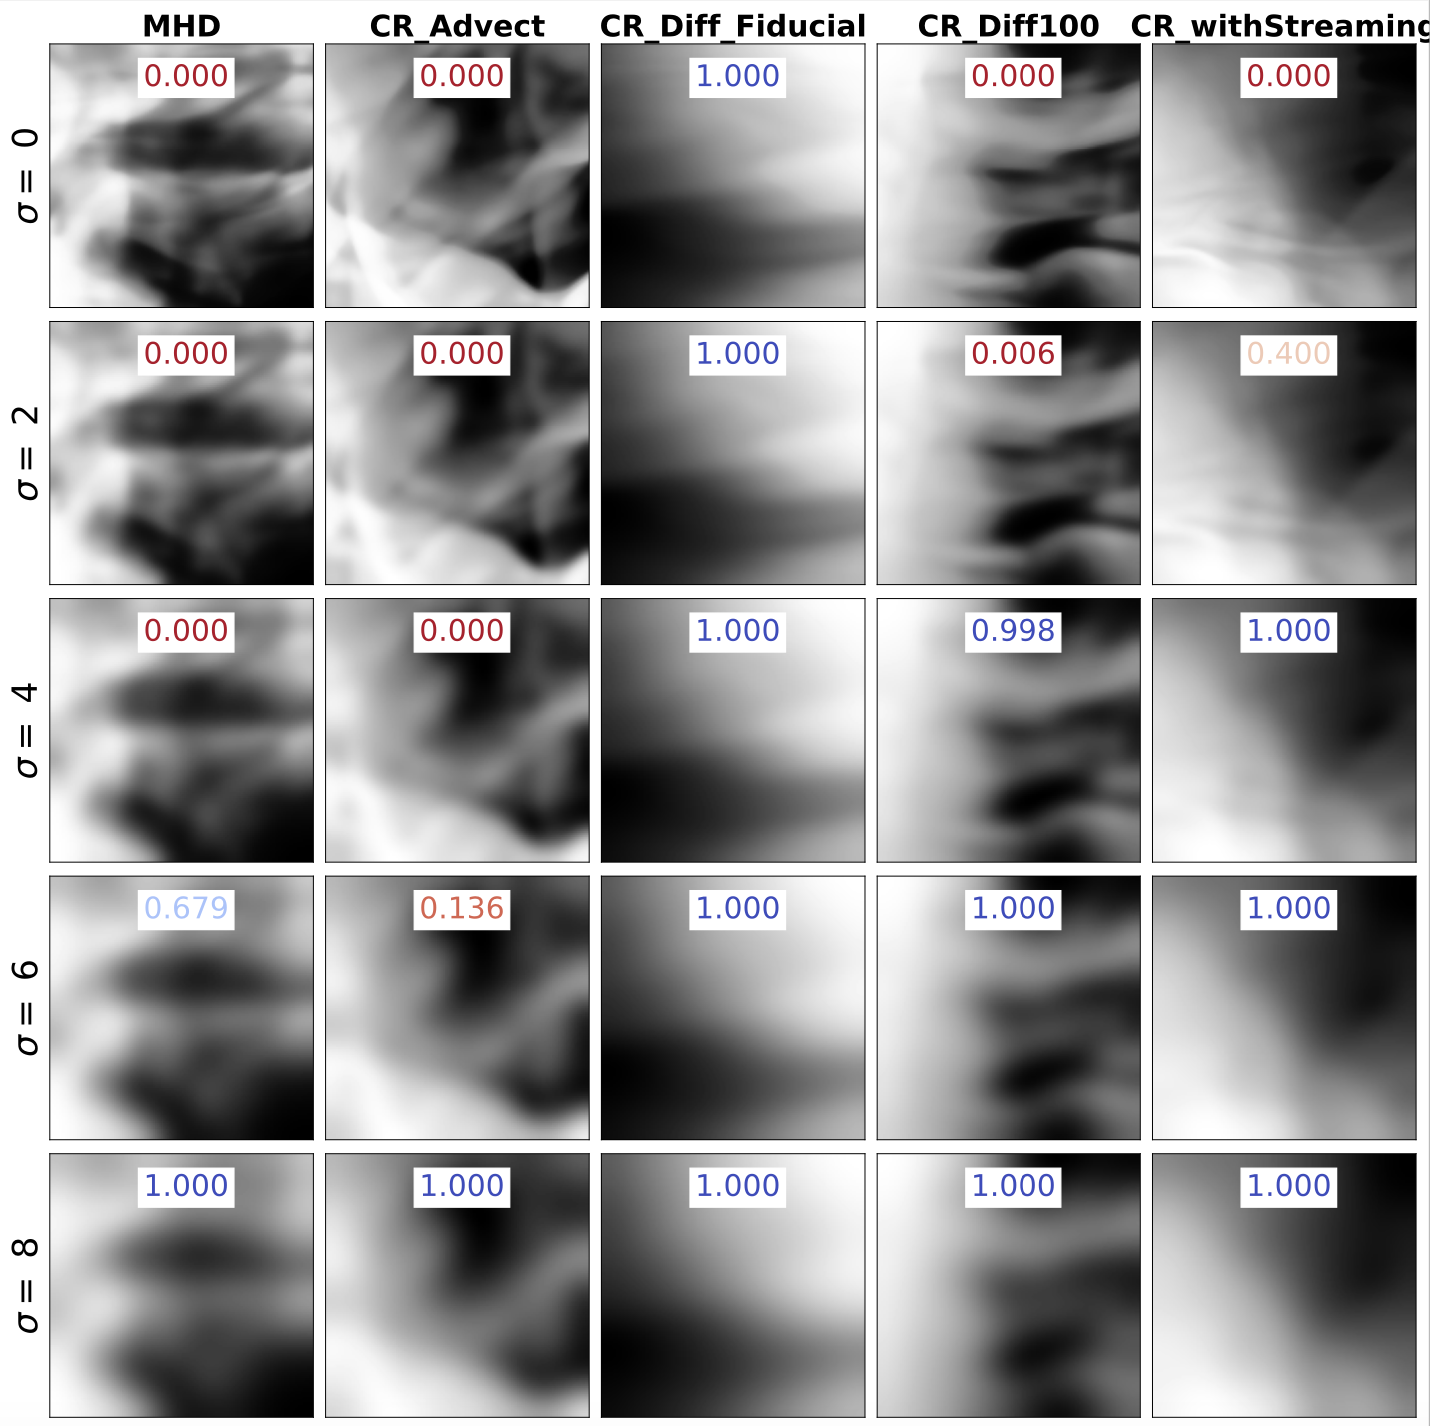 MHD CR_Advect CR_Diff_Fiducial CR_Diff100 CR_withStreaming
σ = 0 0.000 0.000 1.000 0.000 0.000
σ = 2 0.000 0.000 1.000 0.006 0.400
σ = 4 0.000 0.000 1.000 0.998 1.000
σ = 6 0.679 0.136 1.000 1.000 1.000
σ = 8 1.000 1.000 1.000 1.000 1.000